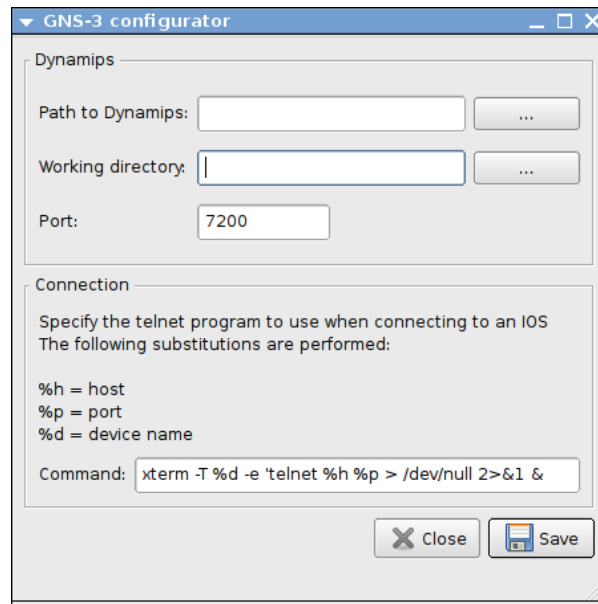 GNS-3 configurator
Dynamips
Path to Dynamips:
...
Working directory:
...
Port:
7200
Connection
Specify the telnet program to use when connecting to an IOS
The following substitutions are performed:
%h = host
%p = port
%d = device name
Command: xterm -T %d -e 'telnet %h %p > /dev/null 2>&1 &
Close
Save